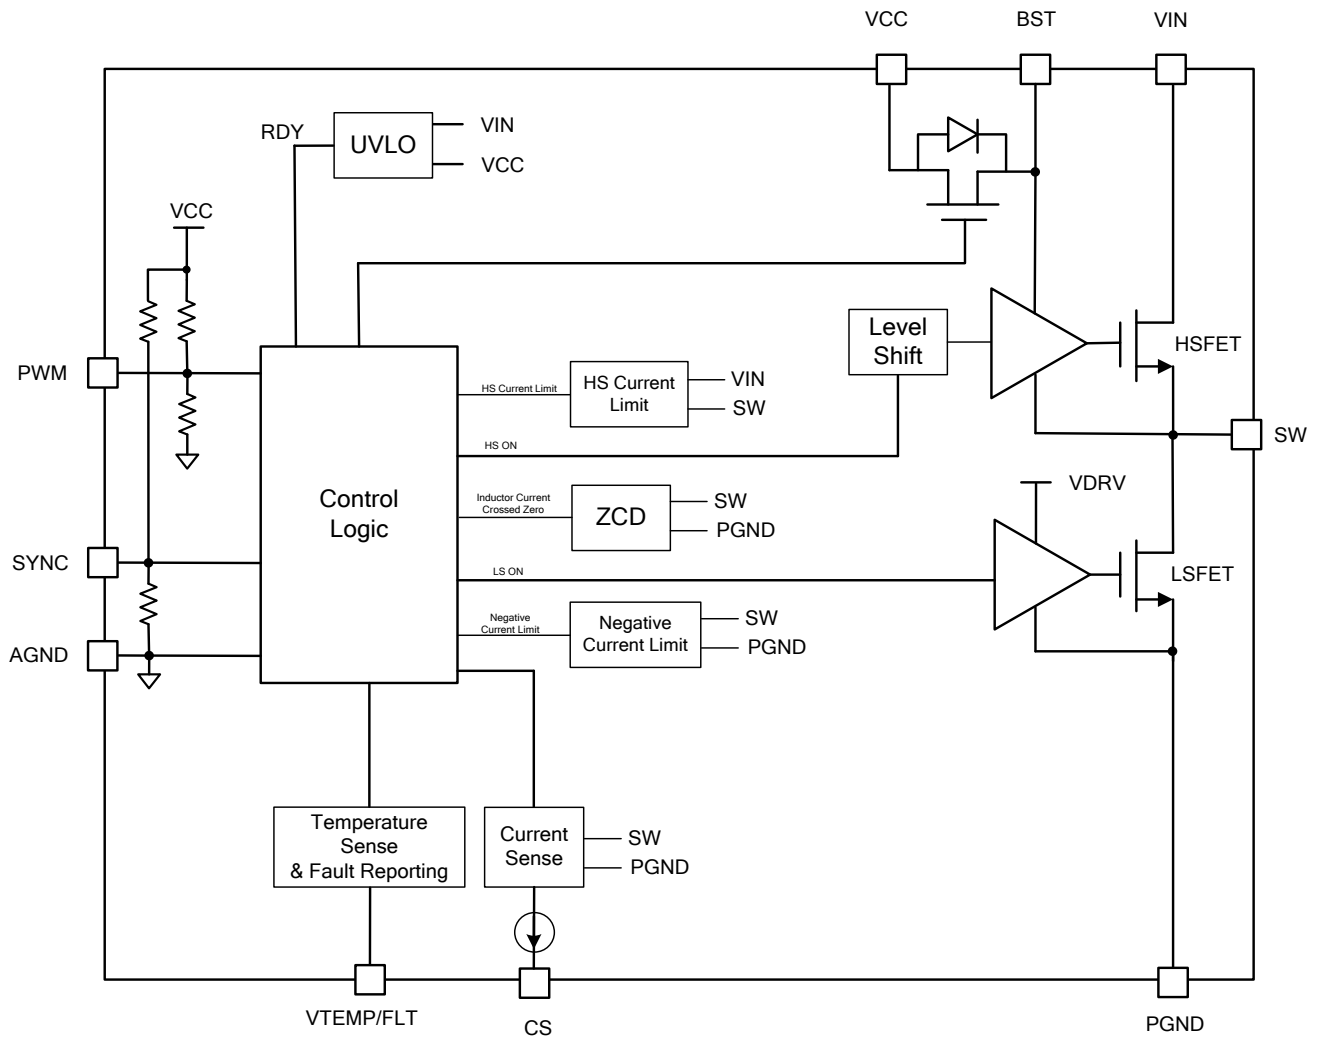 VCC
BST
VIN
RDY
UVLO
VIN
VCC
VCC
Level
Shift
HSFET
PWM
HS Current Limit
HS Current
Limit
VIN
SW
HS ON
SW
Control
Logic
Inductor Current
Crossed Zero
ZCD
SW
PGND
VDRV
SYNC
LS ON
LSFET
Negative
Current Limit
Negative
Current Limit
SW
PGND
AGND
Temperature
Sense
& Fault Reporting
Current
Sense
SW
PGND
VTEMP/FLT
CS
PGND